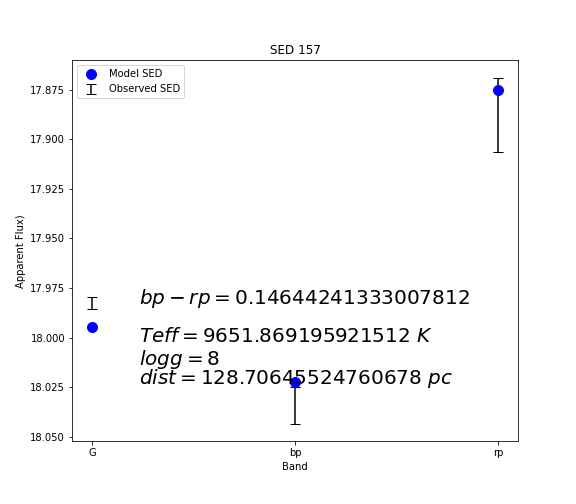 SED 157
Model SED
Observed SED
17.875
17.900
17.925
17.950
17.975
18.000
18.025
18.050
Apparent Flux)
bp − rp = 0.14644241333007812
Teff = 9651.869195921512 K
logg = 8
dist = 128.70645524760678 pc
G bp rp
Band